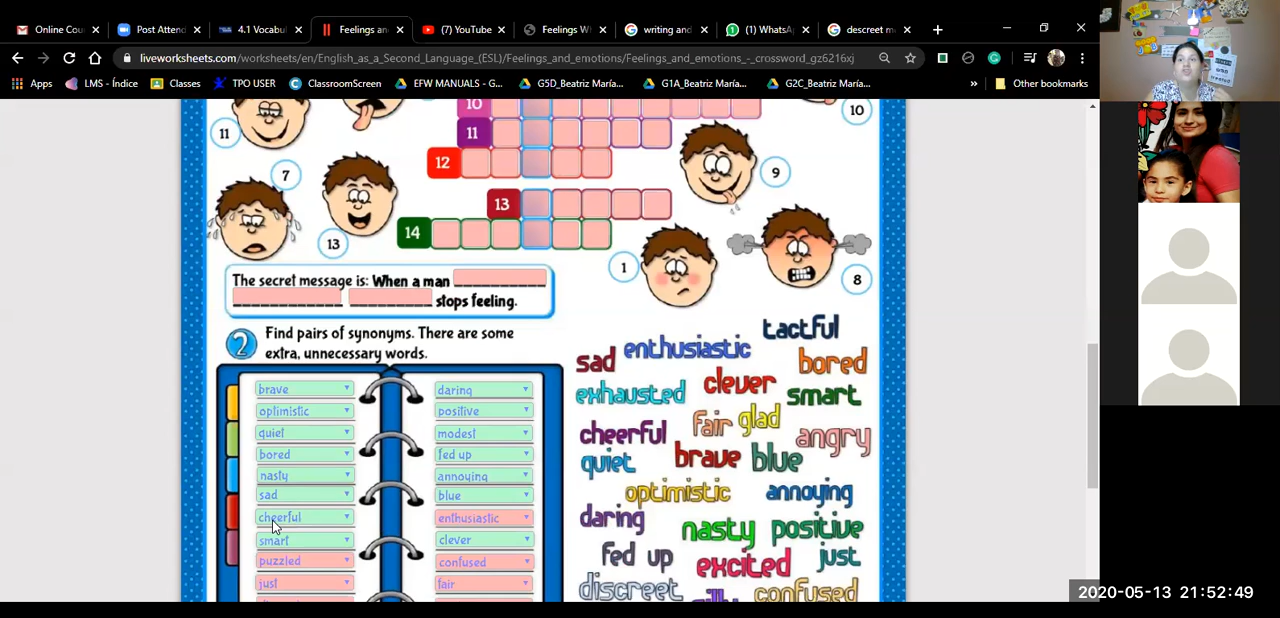 Online Cou
Post Attend
4.1 Vocabul
Feelings an
(7) YouTube
Feelings W
writing and
(1) WhatsA
descreet m
liveworksheets.com/worksheets/en/English_as_a_Second_Language_(ESL)/Feelings_and_emotions/Feelings_and_emotions_-_crossword_gz6216xj
Apps
LMS - Índice
Classes
TPO USER
ClassroomScreen
EFW MANUALS - G...
G5D_Beatriz María...
G1A_Beatriz María...
G2C_Beatriz María...
»
Other bookmarks
10
10
11
11
12
7
9
13
13
14
1
8
The secret message is: When a man __________
__________ __________ stops feeling.
2
Find pairs of synonyms. There are some
extra, unnecessary words.
brave daring
optimistic positive
quiet modest
bored fed up
nasty annoying
sad blue
cheerful enthusiastic
smart clever
puzzled confused
just fair
tactful
sad enthusiastic bored
exhausted clever smart
cheerful fair glad angry
quiet brave blue
optimistic annoying
daring nasty positive
fed up excited just
discreet confused
2020-05-13 21:52:49